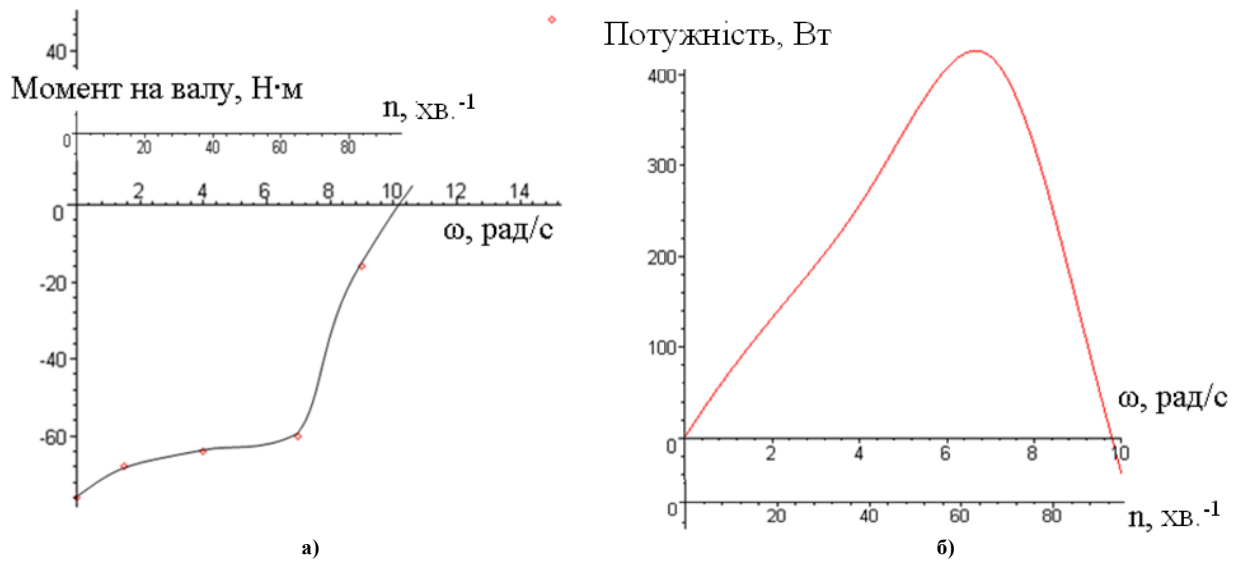 40
Момент на валу, Н·м
n, хв.-1
0 20 40 60 80
2 4 6 8 10 12 14
0
ω, рад/с
-20
-40
-60
а)
Потужність, Вт
400
300
200
100
ω, рад/с
0 2 4 6 8 10
0 20 40 60 80
n, хв.-1
б)